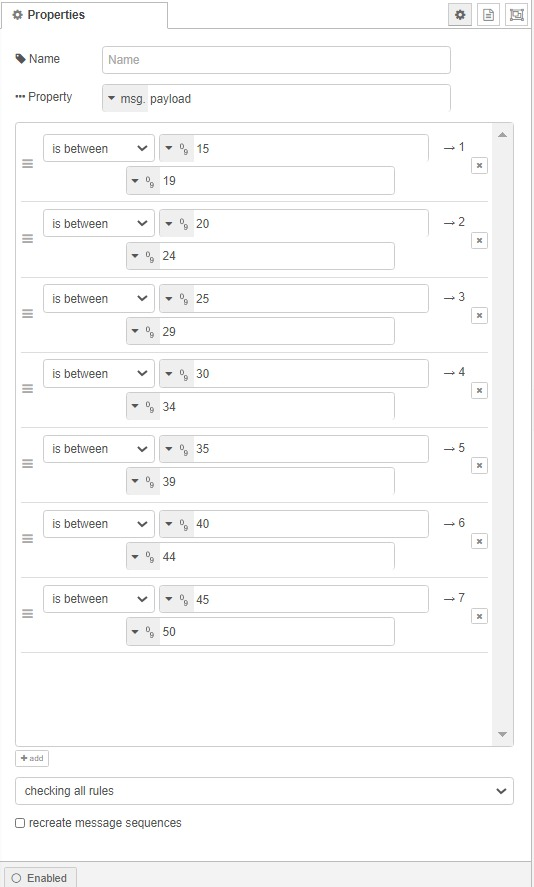 Properties
Name Name
Property msg. payload
is between 0 9 15 → 1
0 9 19
is between 0 9 20 → 2
0 9 24
is between 0 9 25 → 3
0 9 29
is between 0 9 30 → 4
0 9 34
is between 0 9 35 → 5
0 9 39
is between 0 9 40 → 6
0 9 44
is between 0 9 45 → 7
0 9 50
add
checking all rules
recreate message sequences
Enabled